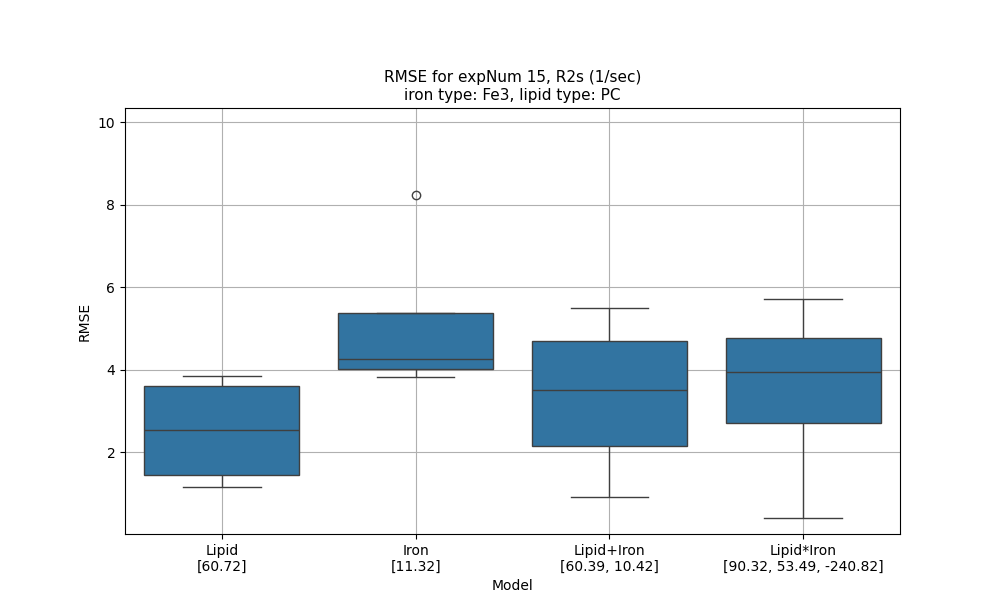 RMSE for expNum 15, R2s (1/sec)
iron type: Fe3, lipid type: PC
10
8
6
4
2
RMSE
Lipid
[60.72]
Iron
[11.32]
Lipid+Iron
[60.39, 10.42]
Lipid*Iron
[90.32, 53.49, -240.82]
Model